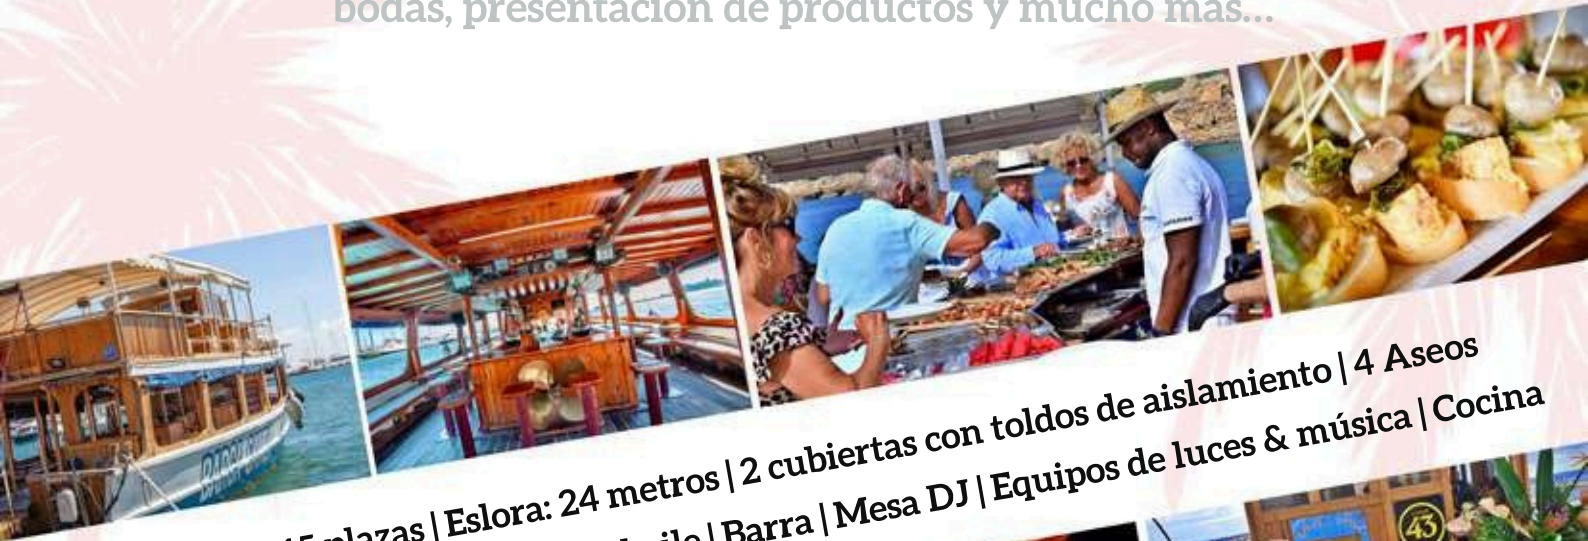 bodas, presentación de productos y mucho más...
plazas | Eslora: 24 metros | 2 cubiertas con toldos de aislamiento | 4 Aseos
| Barra | Mesa DJ | Equipos de luces & música | Cocina
43